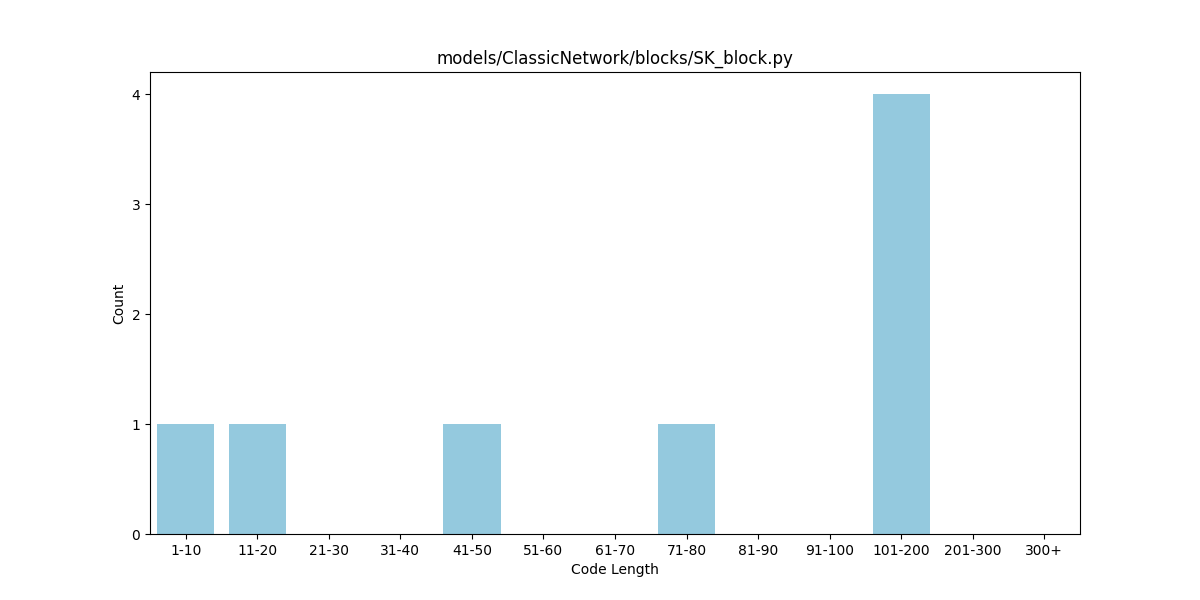 models/ClassicNetwork/blocks/SK_block.py
4
3
2
1
0
Count
1-10 11-20 21-30 31-40 41-50 51-60 61-70 71-80 81-90 91-100 101-200 201-300 300+
Code Length